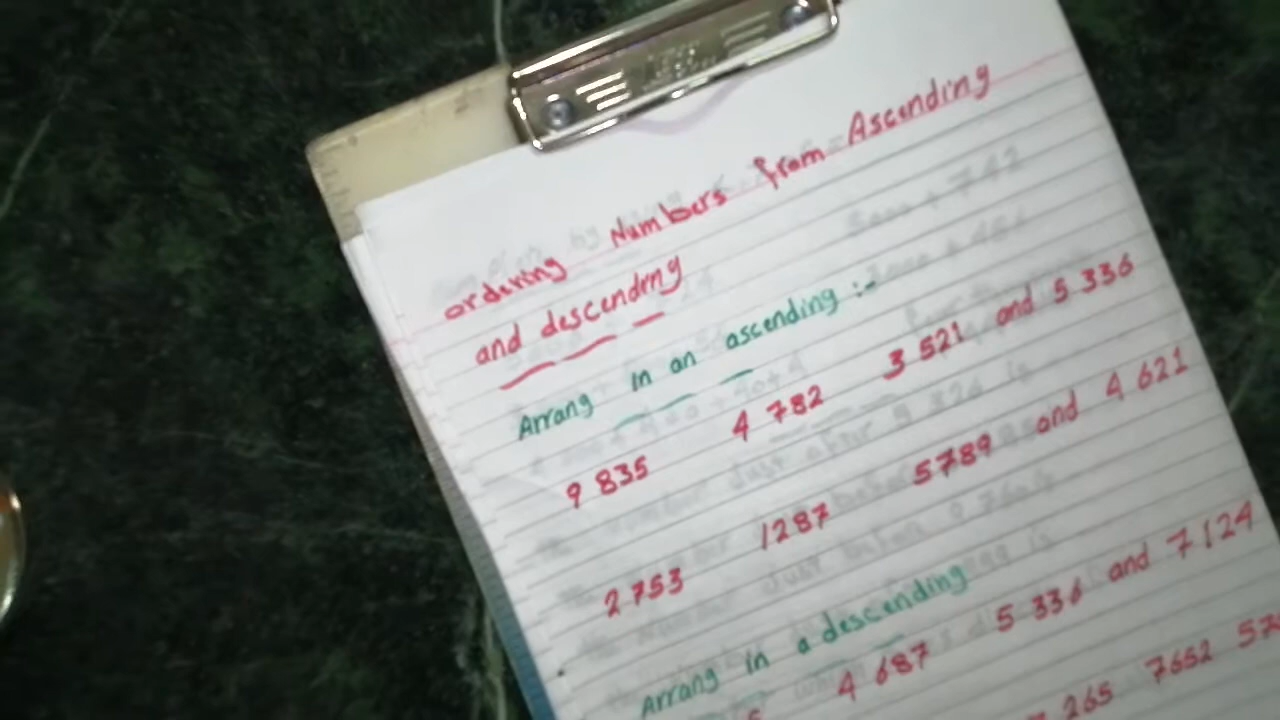 ordering Numbers from Ascending
and descending
Arrang in an ascending :-
9 835 4 782 3 521 and 5 336
2 753 1287 5789 and 4 621
Arrang in a descending
4 687 5 336 and 7 124
265 7652